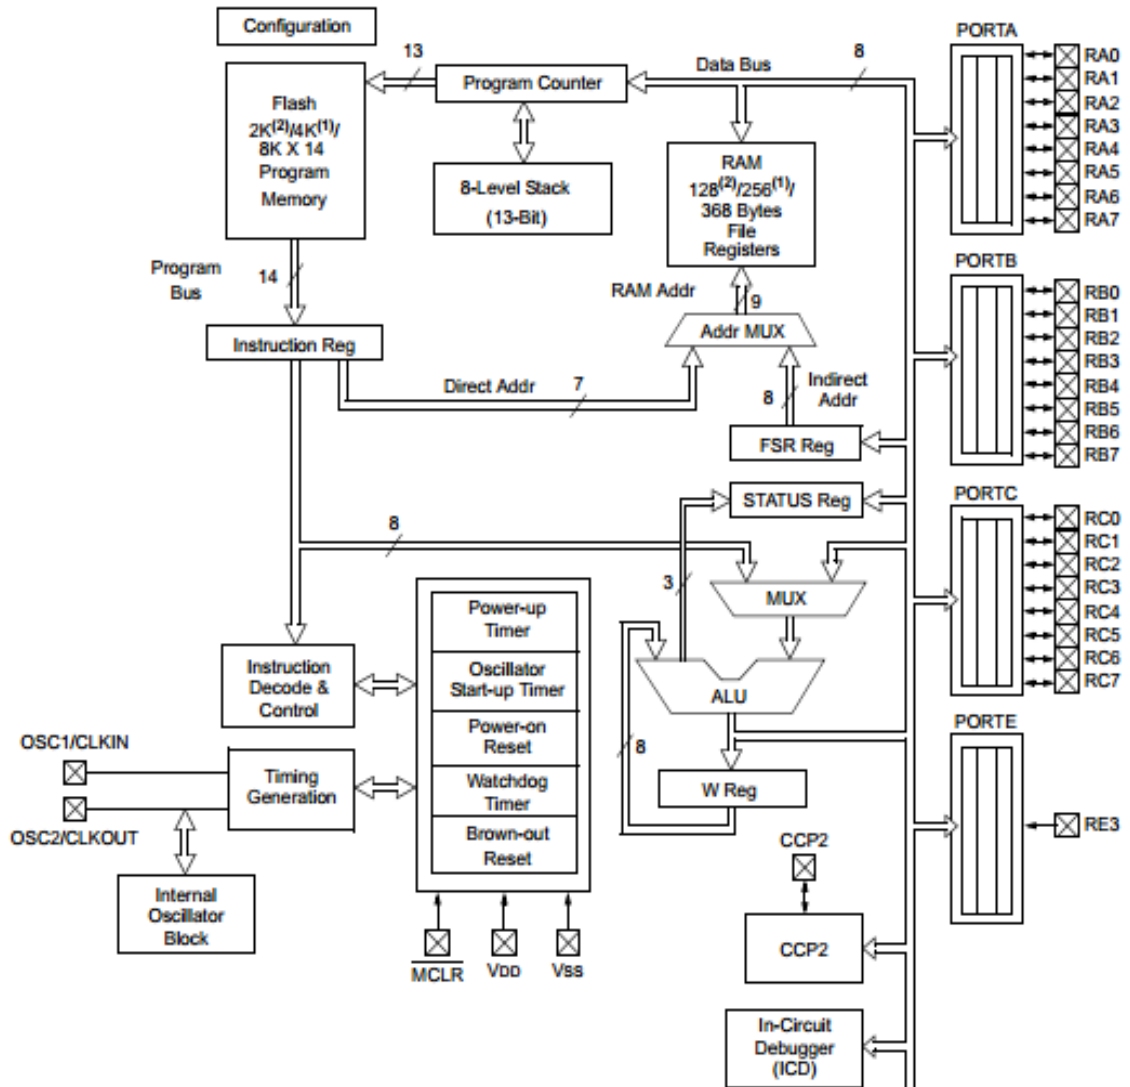 Configuration
Flash
2K(2)/4K(1)/
8K X 14
Program
Memory
13
Program Counter
8-Level Stack
(13-Bit)
Data Bus
8
RAM
128(2)/256(1)/
368 Bytes
File
Registers
Program
Bus
14
RAM Addr
9
Instruction Reg
Addr MUX
Direct Addr
7
8
Indirect
Addr
FSR Reg
STATUS Reg
8
3
MUX
Power-up
Timer
Oscillator
Start-up Timer
Power-on
Reset
Watchdog
Timer
Brown-out
Reset
Instruction
Decode &
Control
ALU
8
W Reg
OSC1/CLKIN
OSC2/CLKOUT
Timing
Generation
Internal
Oscillator
Block
MCLR
VDD
VSS
CCP2
CCP2
In-Circuit
Debugger
(ICD)
PORTA
RA0
RA1
RA2
RA3
RA4
RA5
RA6
RA7
PORTB
RB0
RB1
RB2
RB3
RB4
RB5
RB6
RB7
PORTC
RC0
RC1
RC2
RC3
RC4
RC5
RC6
RC7
PORTE
RE3